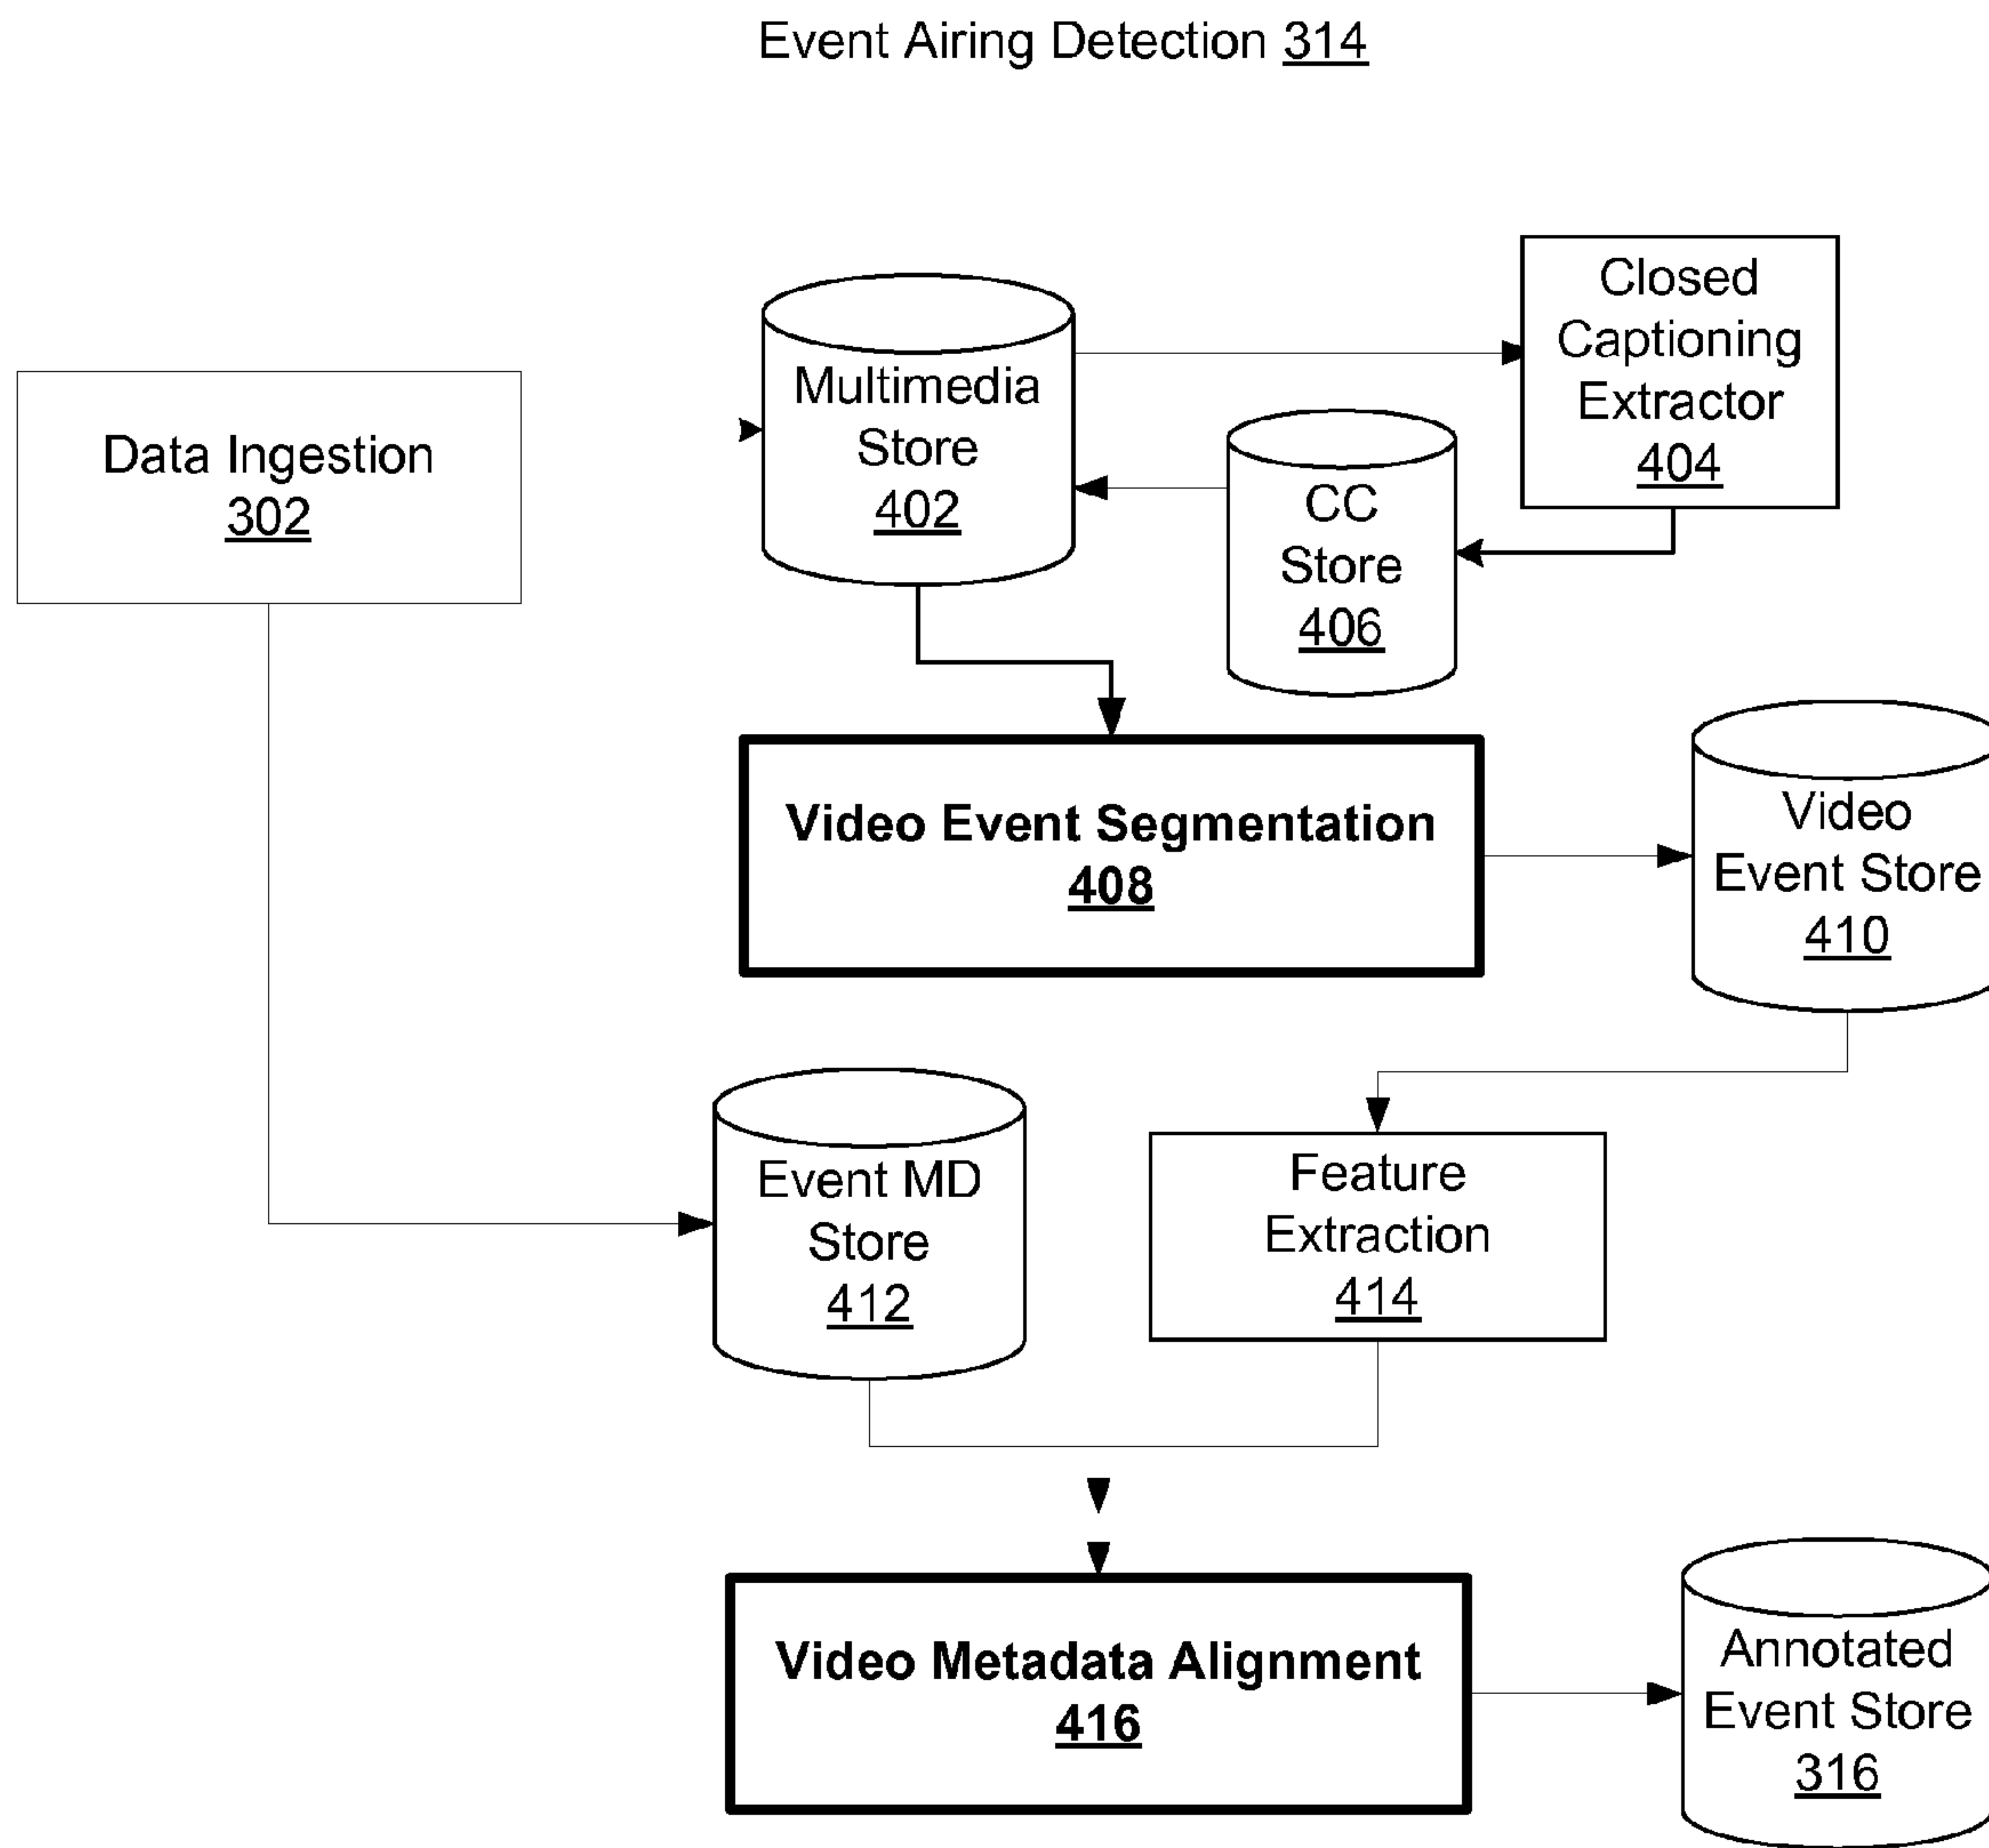 Event Airing Detection 314
Closed
Captioning
Extractor
404
Multimedia
Store
402
Data Ingestion
302
CC
Store
406
Video Event Segmentation
408
Video
Event Store
410
Event MD
Store
412
Feature
Extraction
414
Video Metadata Alignment
416
Annotated
Event Store
316